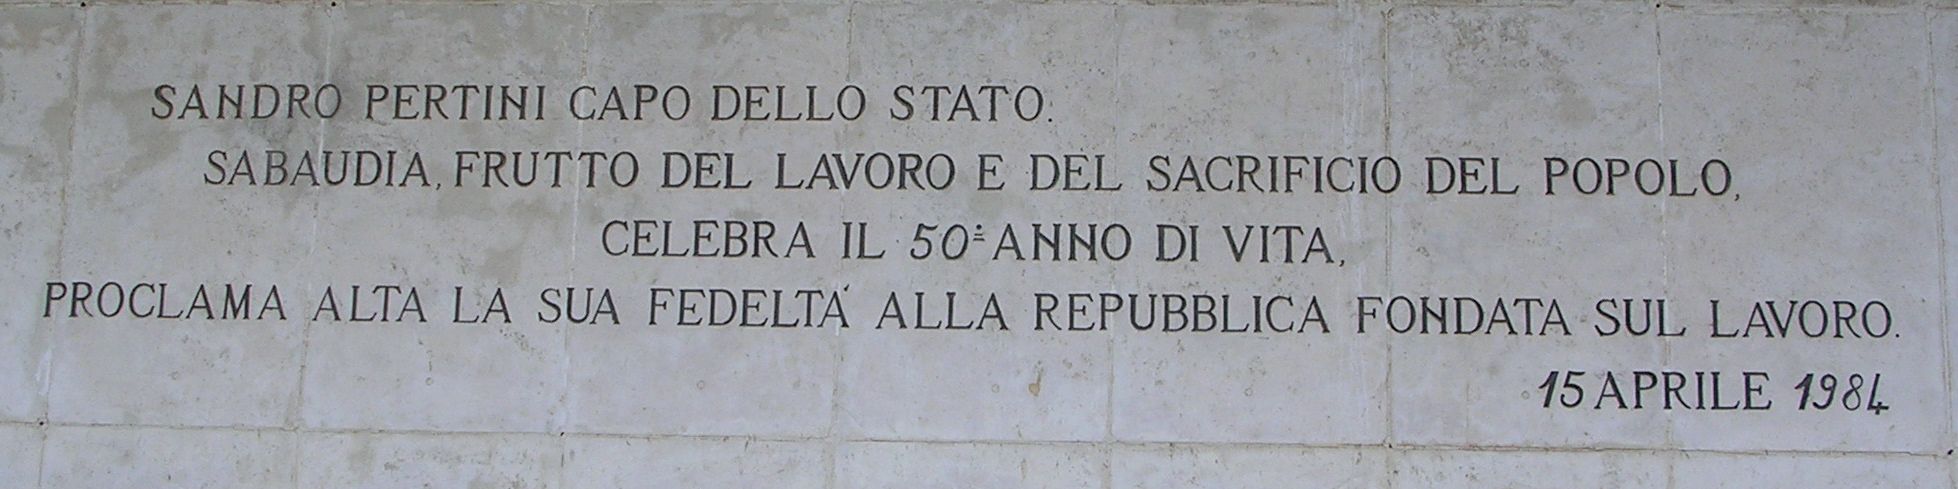 SANDRO PERTINI CAPO DELLO STATO.
SABAUDIA, FRUTTO DEL LAVORO E DEL SACRIFICIO DEL POPOLO,
CELEBRA IL 50° ANNO DI VITA,
PROCLAMA ALTA LA SUA FEDELTA' ALLA REPUBBLICA FONDATA SUL LAVORO.
15 APRILE 1984